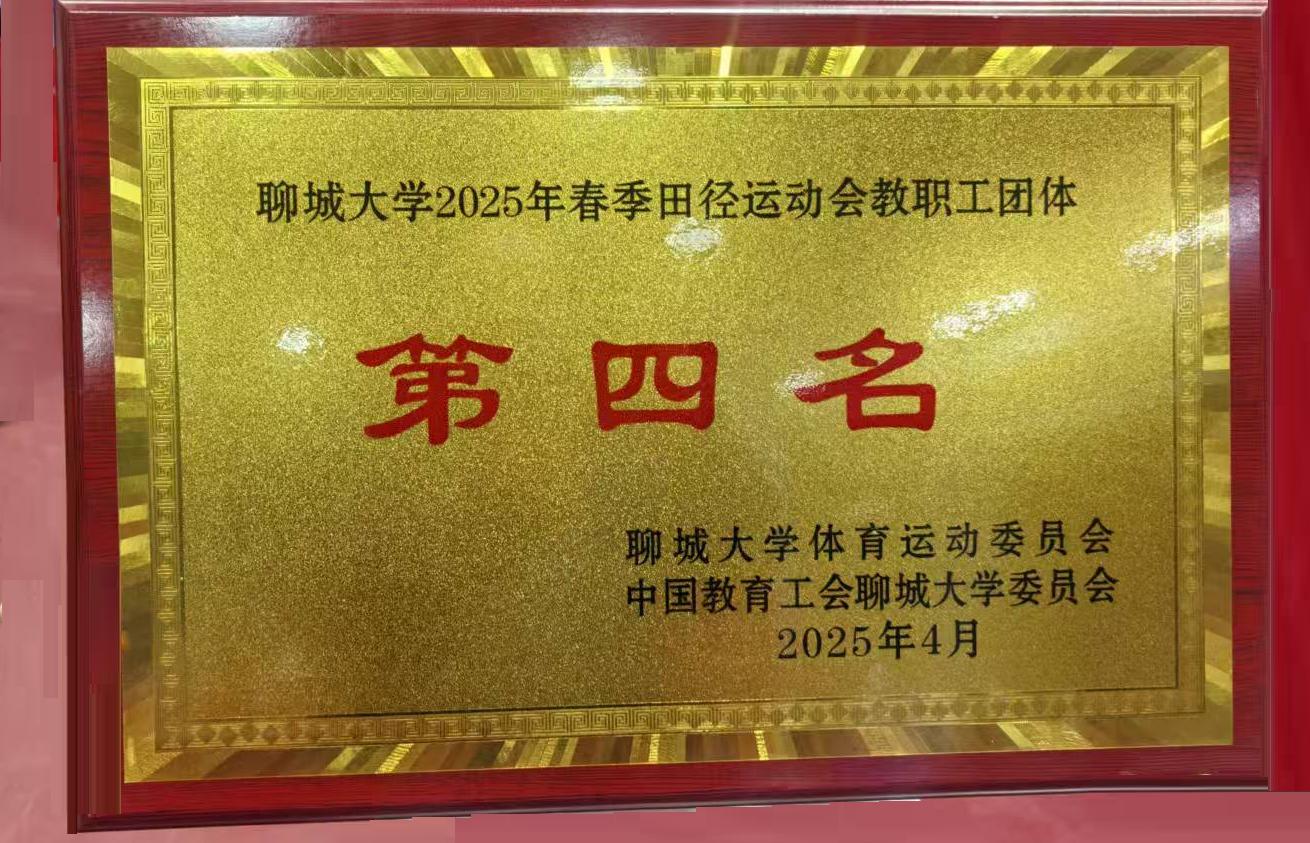 聊城大学2025年春季田径运动会教职工团体
第四名
聊城大学体育运动委员会
中国教育工会聊城大学委员会
2025年4月